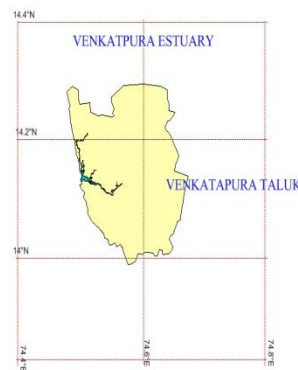 14.4°N
VENKATPURA ESTUARY
14.2°N
VENKATAPURA TALUK
14°N
74.4°E
74.6°E
74.8°E